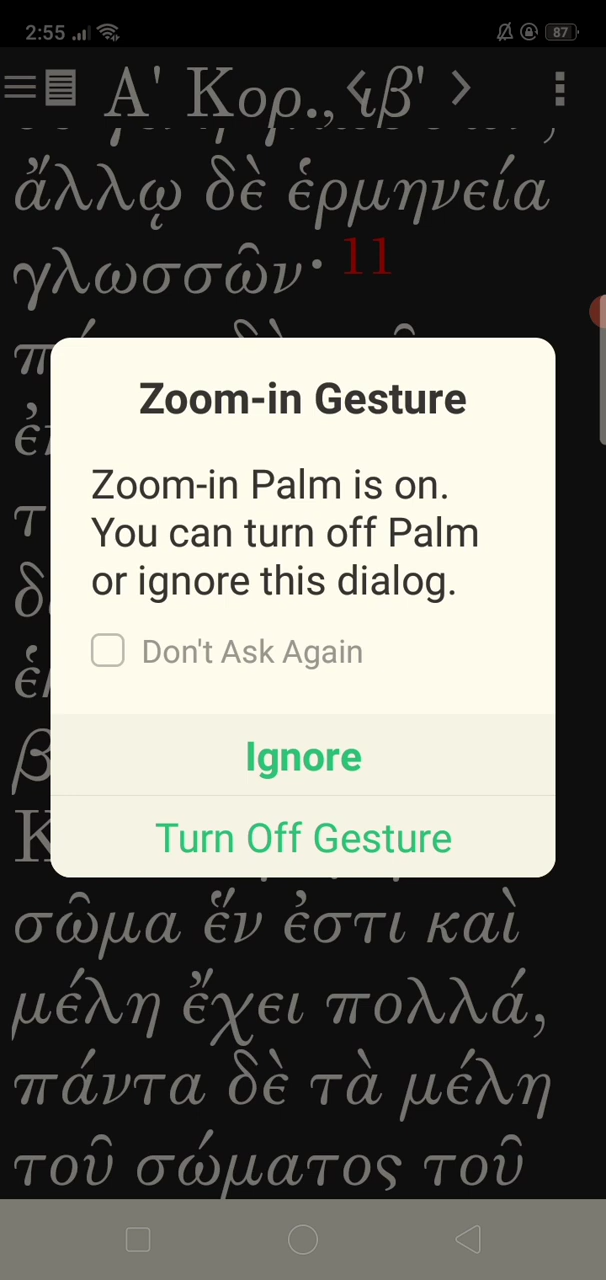 2:55
87
Α' Κορ., ιβ'
ἄλλῳ δὲ ἑρμηνεία
γλωσσῶν· 11
Zoom-in Gesture
Zoom-in Palm is on.
You can turn off Palm
or ignore this dialog.
Don't Ask Again
Ignore
Turn Off Gesture
σῶμα ἕν ἐστι καὶ
μέλη ἔχει πολλά,
πάντα δὲ τὰ μέλη
τοῦ σώματος τοῦ